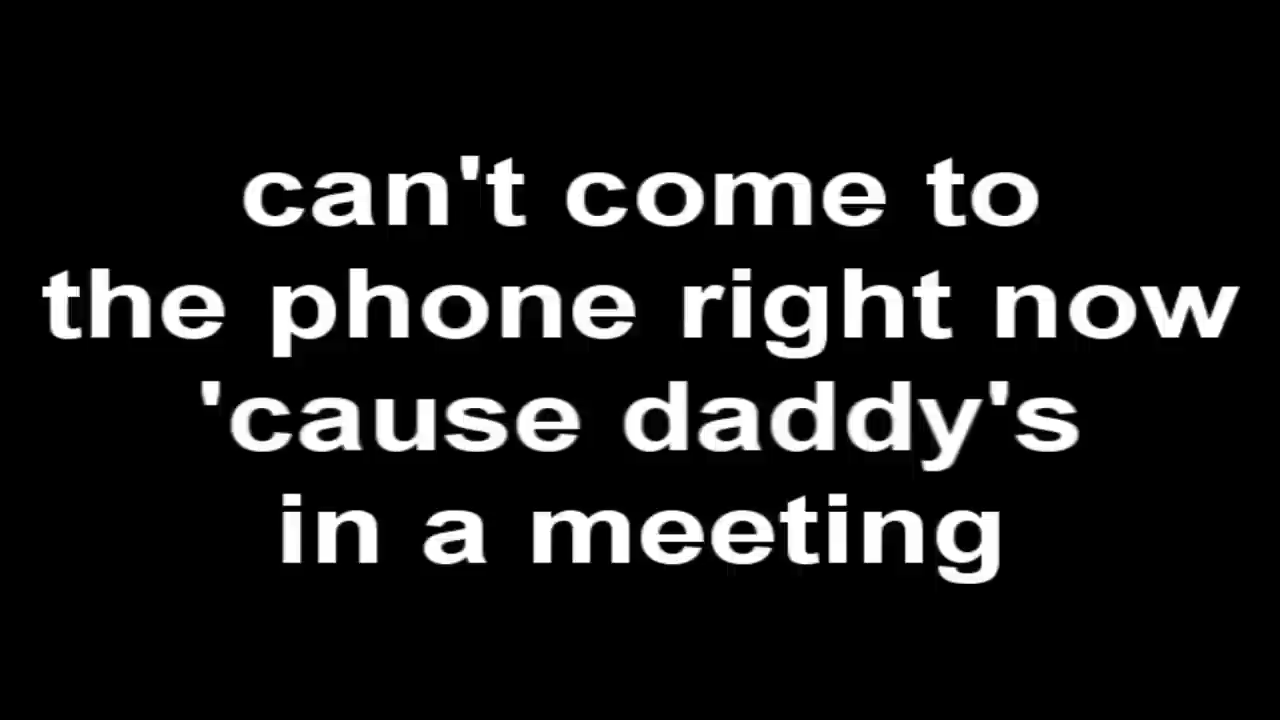 can't come to
the phone right now
'cause daddy's
in a meeting